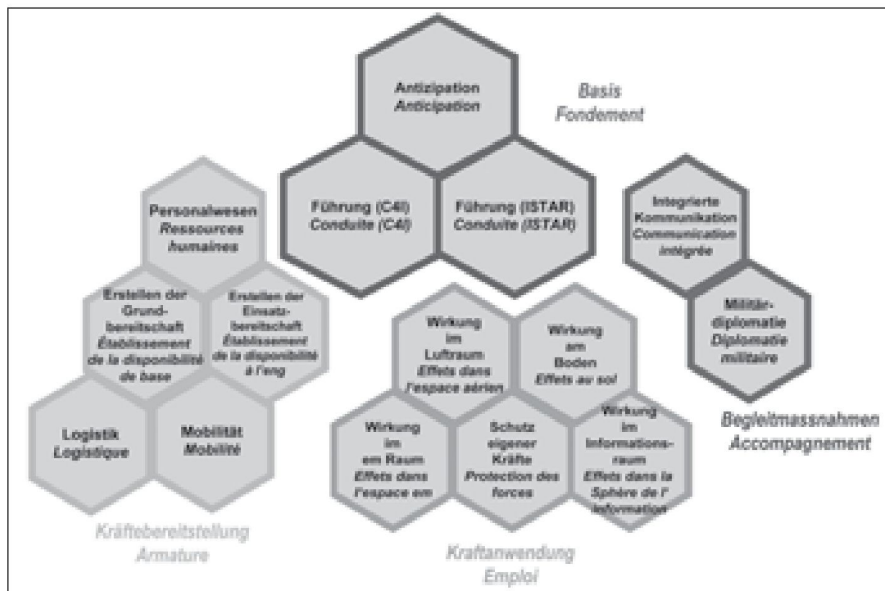 Antizipation
Anticipation
Basis
Fondement
Führung (C4I)
Conduite (C4I)
Führung (ISTAR)
Conduite (ISTAR)
Personalwesen
Ressources
humaines
Integrierte
Kommunikation
Communication
intégrée
Erstellen der
Grund-
bereitschaft
Établissement
de la disponibilité
de base
Erstellen der
Einsatz-
bereitschaft
Établissement
de la disponibilité
à l'eng
Militär-
diplomatie
Diplomatie
militaire
Wirkung
im
Luftraum
Effets dans
l'espace aérien
Wirkung
am
Boden
Effets au sol
Logistik
Logistique
Mobilität
Mobilité
Wirkung
im
em Raum
Effets dans
l'espace em
Schutz
eigener
Kräfte
Protection des
forces
Wirkung
im
Informations-
raum
Effets dans la
Sphère de l'
information
Begleitmassnahmen
Accompagnement
Kräftebereitstellung
Armature
Kraftanwendung
Emploi